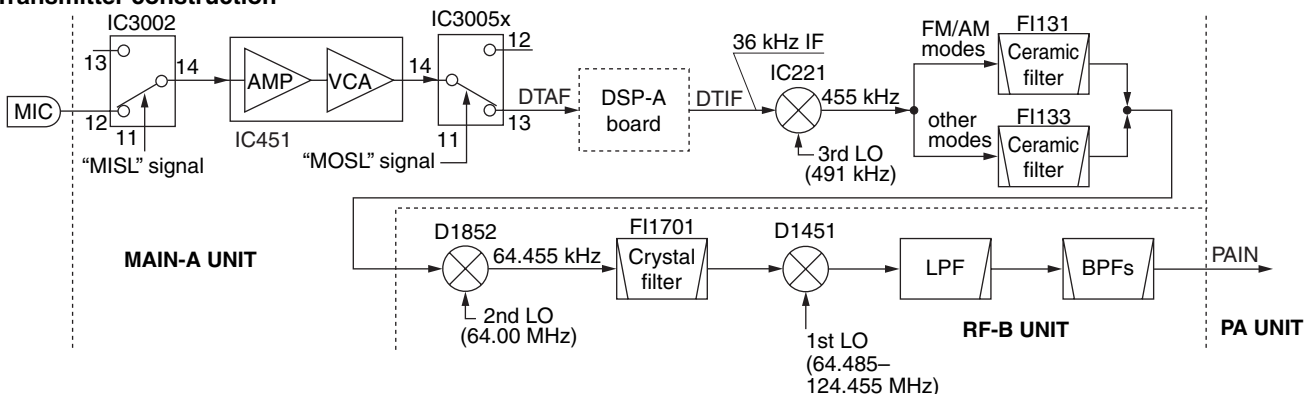 Transmitter construction
IC3002
13
14
MIC
12
11
"MISL" signal
AMP
VCA
IC451
IC3005x
12
14
11
13
"MOSL" signal
DTAF
DSP-A
board
DTIF
36 kHz IF
IC221
455 kHz
3rd LO
(491 kHz)
FM/AM
modes
FI131
Ceramic
filter
other
modes
FI133
Ceramic
filter
MAIN-A UNIT
D1852
64.455 kHz
2nd LO
(64.00 MHz)
FI1701
Crystal
filter
D1451
1st LO
(64.485–
124.455 MHz)
LPF
BPFs
PAIN
RF-B UNIT
PA UNIT